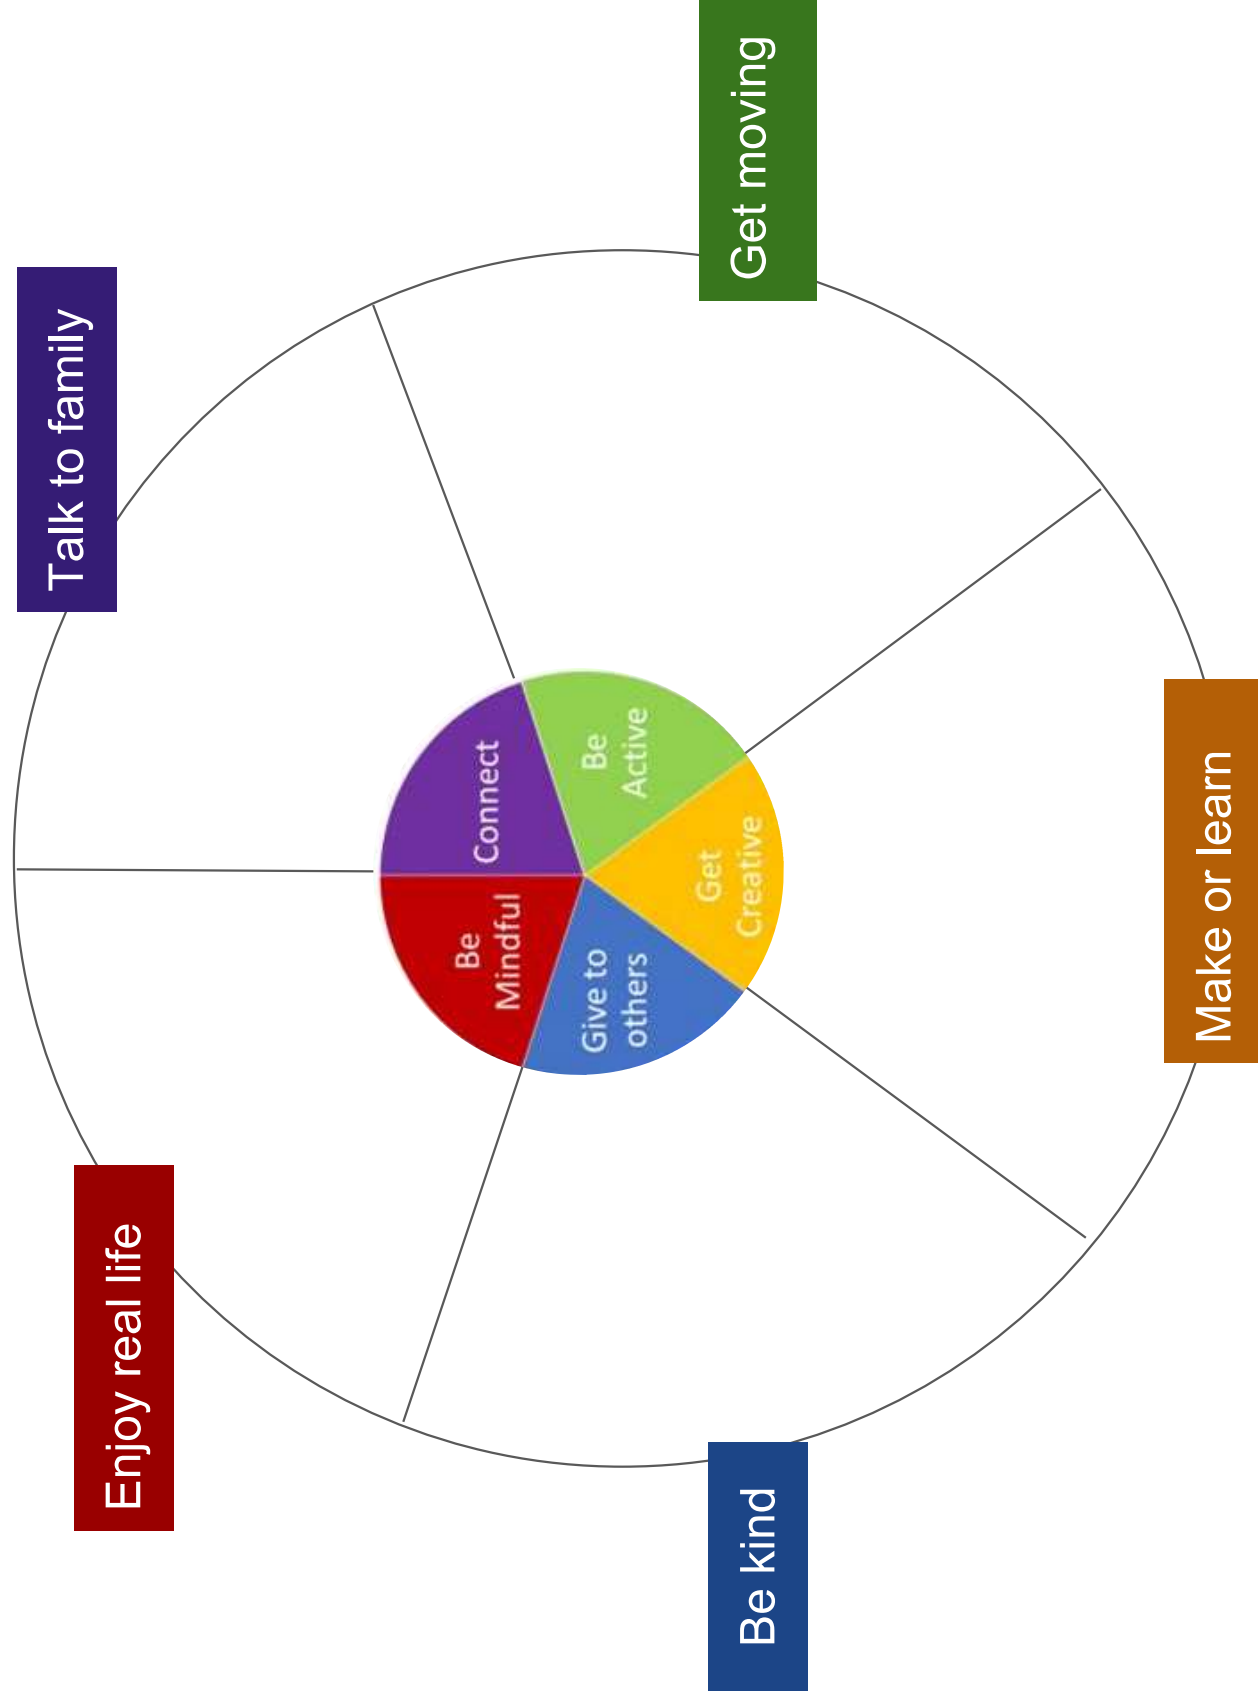 Talk to family
Enjoy real life
Connect
Be
Mindful
Be
Active
Give to
others
Get
Creative
Get moving
Be kind
Make or learn